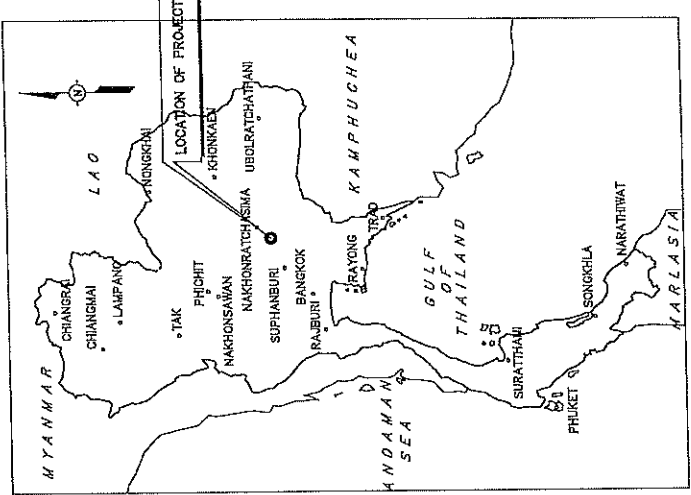 LOCATION OF PROJECT
N
MYANMAR
LAO
CHIANGRAI
CHIANGMAI
LAMPANG
NONGKHAI
TAK
PHICHIT
KHONKAEN
NAKHONSAWAN
NAKHONRATCHASIMA
UBOLRATCHATHANI
SUPHANBURI
BANGKOK
RAJBURI
KAMPHUCHEA
RAYONG
TRAD
GULF
OF
THAILAND
ANDAMAN
SEA
SURATTHANI
PHUKET
SONGKHLA
NARATHIWAT
MARLASIA